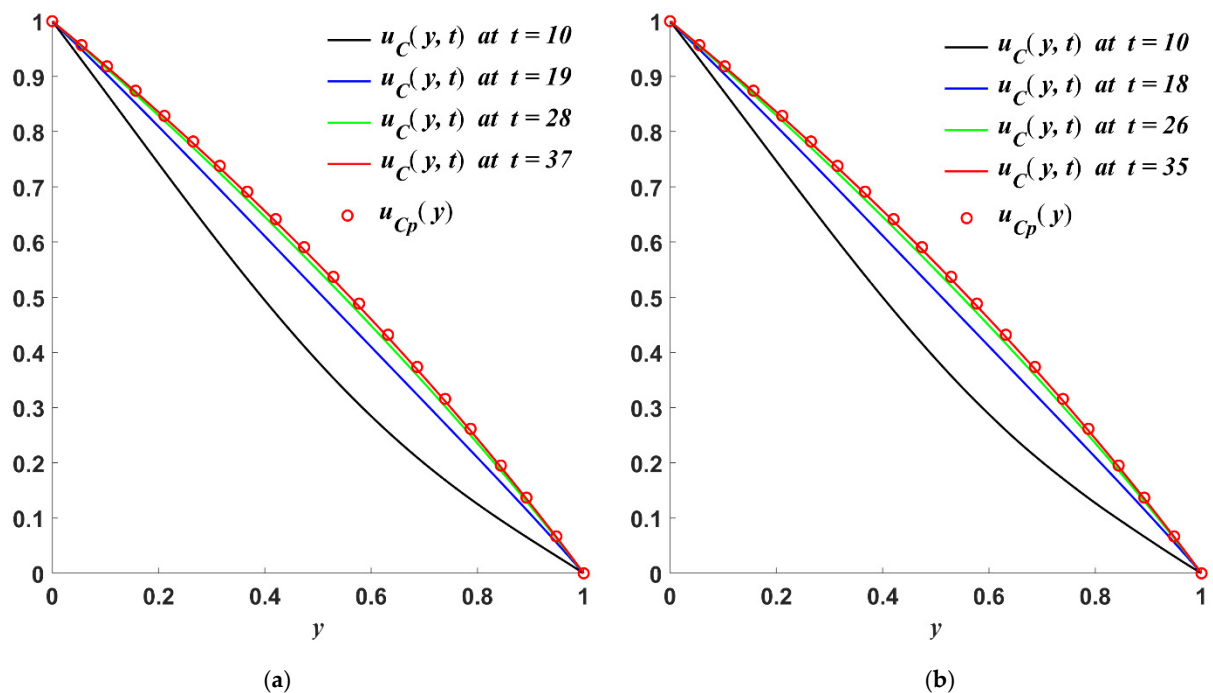 1
0.9
0.8
0.7
0.6
0.5
0.4
0.3
0.2
0.1
0
0 0.2 0.4 0.6 0.8 1
y
u_C(y, t) at t = 10
u_C(y, t) at t = 19
u_C(y, t) at t = 28
u_C(y, t) at t = 37
u_Cp(y)
(a)
1
0.9
0.8
0.7
0.6
0.5
0.4
0.3
0.2
0.1
0
0 0.2 0.4 0.6 0.8 1
y
u_C(y, t) at t = 10
u_C(y, t) at t = 18
u_C(y, t) at t = 26
u_C(y, t) at t = 35
u_Cp(y)
(b)